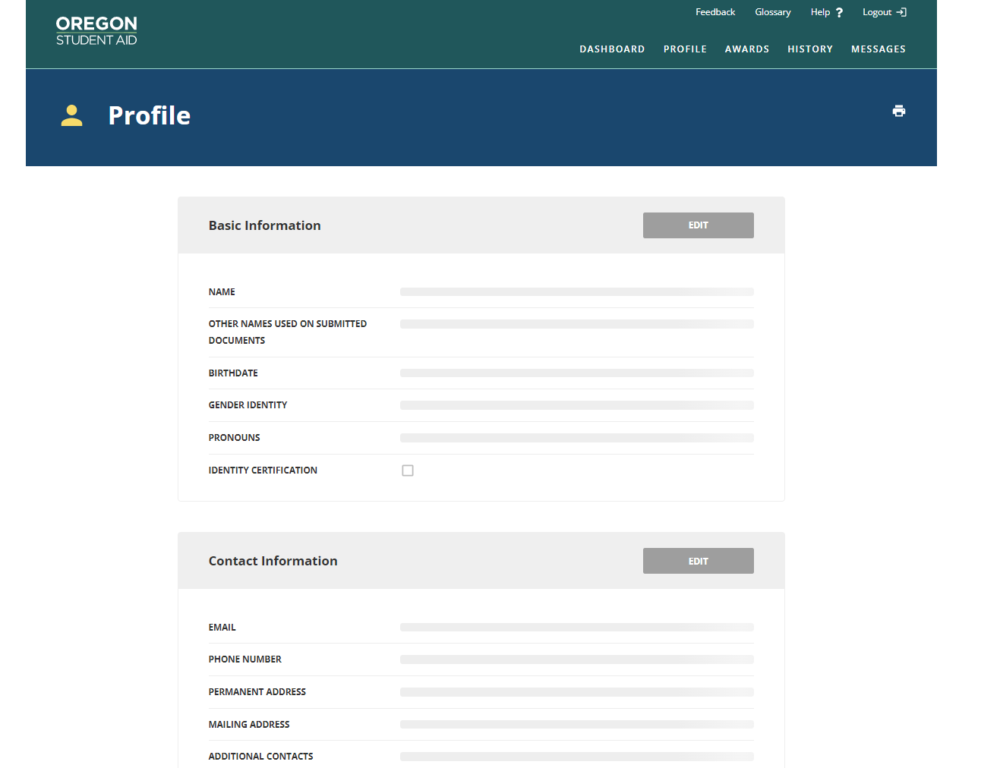 OREGON
STUDENT AID
Feedback Glossary Help ? Logout
DASHBOARD PROFILE AWARDS HISTORY MESSAGES
Profile
Basic Information EDIT
NAME
OTHER NAMES USED ON SUBMITTED
DOCUMENTS
BIRTHDATE
GENDER IDENTITY
PRONOUNS
IDENTITY CERTIFICATION
Contact Information EDIT
EMAIL
PHONE NUMBER
PERMANENT ADDRESS
MAILING ADDRESS
ADDITIONAL CONTACTS